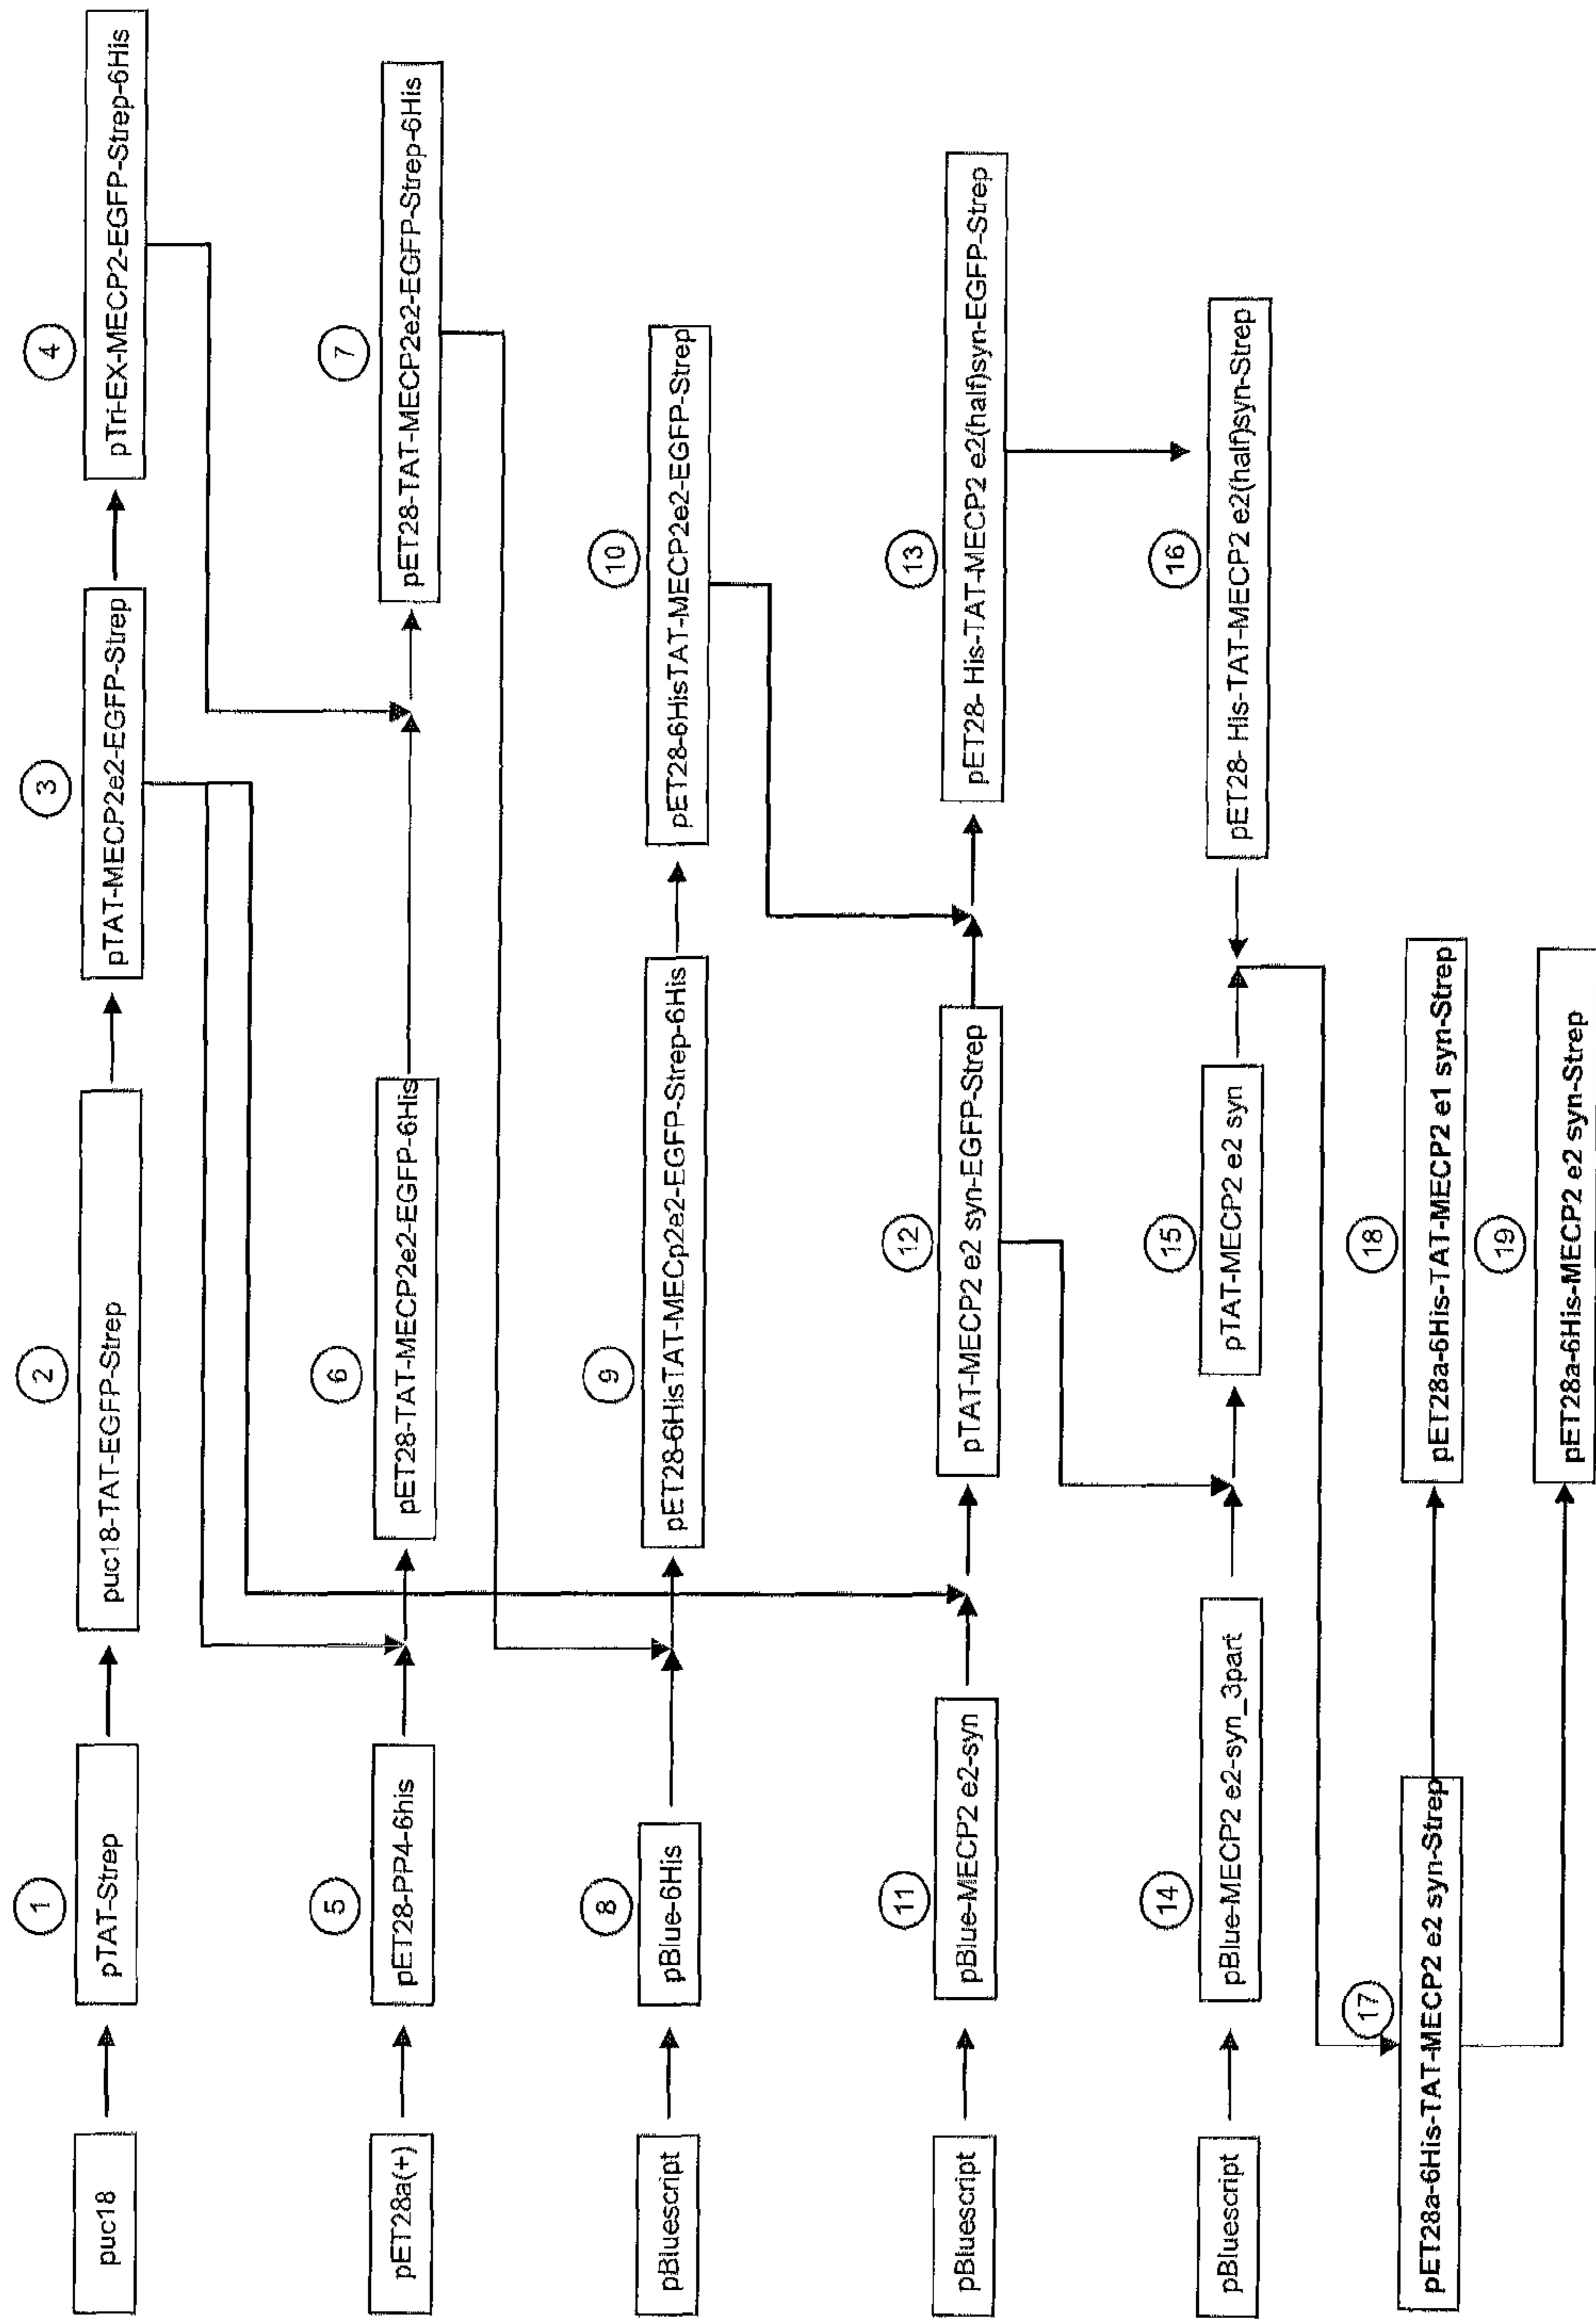 puc18
1
pTAT-Strep
2
puc18-TAT-EGFP-Strep
3
pTAT-MECP2e2-EGFP-Strep
4
pTri-EX-MECP2-EGFP-Strep-6His
pET28a(+)
5
pET28-PP4-6his
6
pET28-TAT-MECP2e2-EGFP-6His
7
pET28-TAT-MECP2e2-EGFP-Strep-6His
pBluescript
8
pBlue-6His
9
pET28-6HisTAT-MECp2e2-EGFP-Strep-6His
10
pET28-6HisTAT-MECP2e2-EGFP-Strep
pBluescript
11
pBlue-MECP2 e2-syn
12
pTAT-MECP2 e2 syn-EGFP-Strep
13
pET28- His-TAT-MECP2 e2(half)syn-EGFP-Strep
pBluescript
14
pBlue-MECP2 e2-syn_3part
15
pTAT-MECP2 e2 syn
16
pET28- His-TAT-MECP2 e2(half)syn-Strep
17
pET28a-6His-TAT-MECP2 e2 syn-Strep
18
pET28a-6His-TAT-MECP2 e1 syn-Strep
19
pET28a-6His-MECP2 e2 syn-Strep